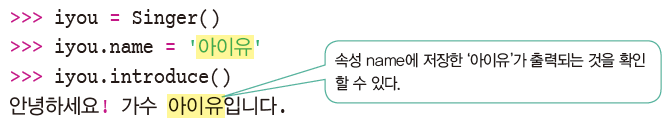 >>> iyou = Singer()
>>> iyou.name = '아이유'
>>> iyou.introduce()
안녕하세요! 가수 아이유입니다.
속성 name에 저장한 '아이유'가 출력되는 것을 확인
할 수 있다.